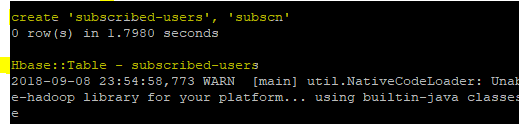 create 'subscribed-users', 'subscn'
0 row(s) in 1.7980 seconds
Hbase::Table - subscribed-users
2018-09-08 23:54:58,773 WARN  [main] util.NativeCodeLoader: Unab
e-hadoop library for your platform... using builtin-java classes
e